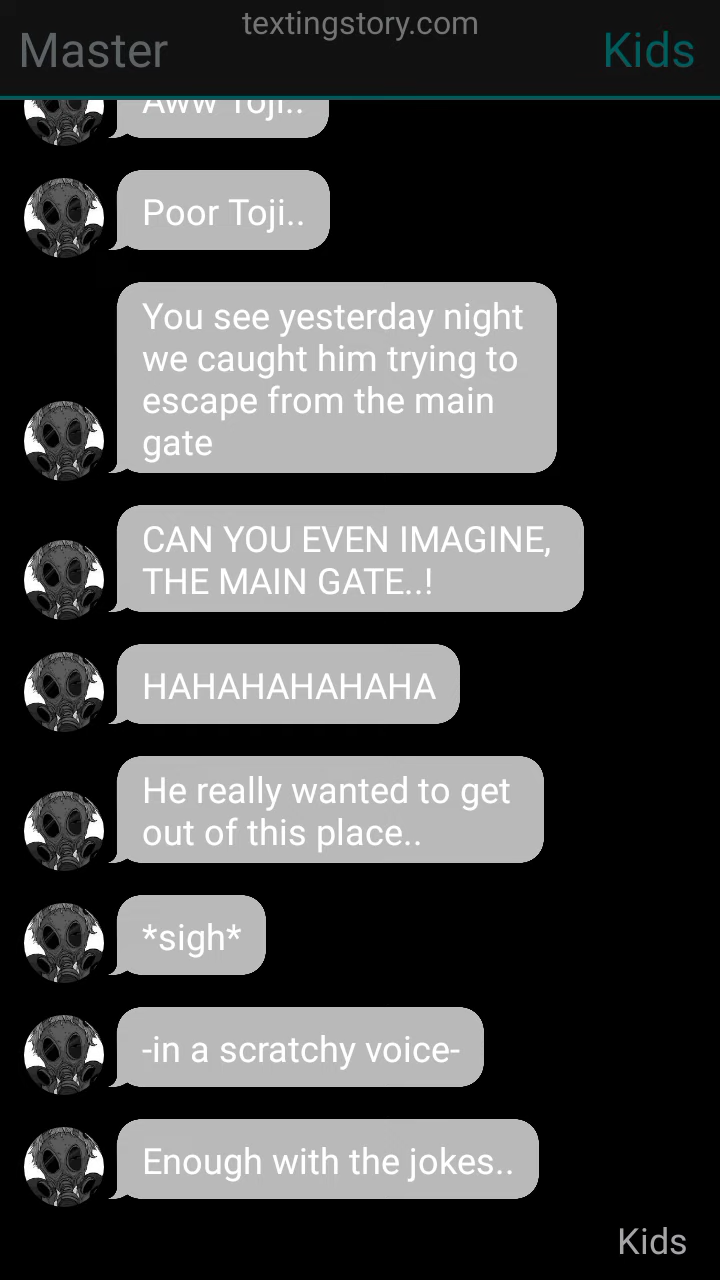 textingstory.com
Master
Kids
Aww Toji..
Poor Toji..
You see yesterday night
we caught him trying to
escape from the main
gate
CAN YOU EVEN IMAGINE,
THE MAIN GATE..!
HAHAHAHAHAHA
He really wanted to get
out of this place..
*sigh*
-in a scratchy voice-
Enough with the jokes..
Kids